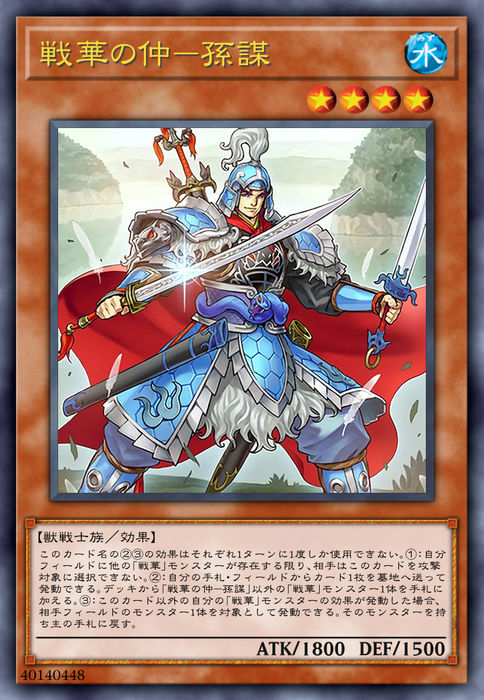 戦華の仲－孫謀
みず
水
【獣戦士族／効果】
このカード名の②③の効果はそれぞれ1ターンに1度しか使用できない。①：自分
フィールドに他の「戦華」モンスターが存在する限り、相手はこのカードを攻撃
対象に選択できない。②：自分の手札・フィールドからカード1枚を墓地へ送って
発動できる。デッキから「戦華の仲－孫謀」以外の「戦華」モンスター1体を手札に
加える。③：このカード以外の自分の「戦華」モンスターの効果が発動した場合、
相手フィールドのモンスター1体を対象として発動できる。そのモンスターを持
ち主の手札に戻す。
ATK/1800 DEF/1500
40140448